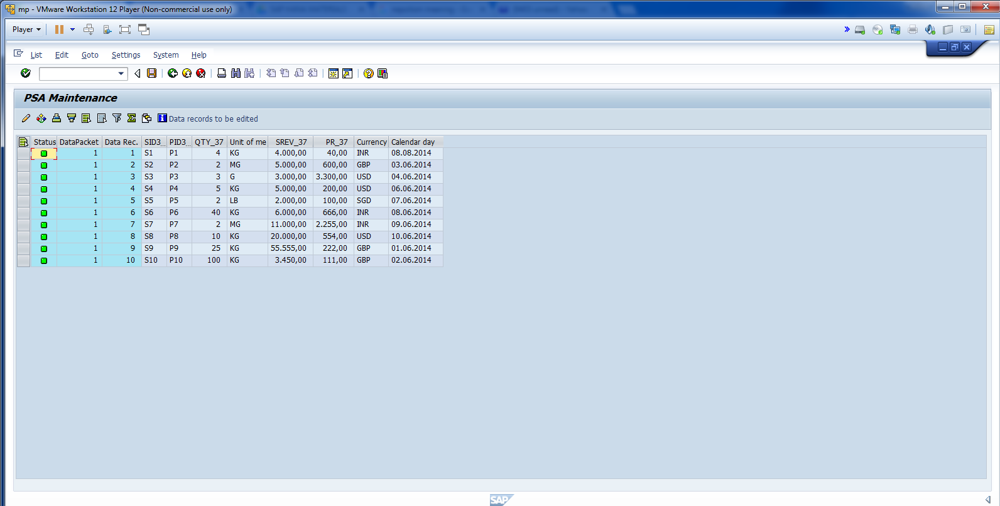 mp - VMware Workstation 12 Player (Non-commercial use only)
Player
List Edit Goto Settings System Help
PSA Maintenance
Data records to be edited
Status DataPacket Data Rec. SID3... PID3... QTY_37 Unit of me SREV_37 PR_37 Currency Calendar day
1 1 S1 P1 4 KG 4.000,00 40,00 INR 08.08.2014
1 2 S2 P2 2 MG 5.000,00 600,00 GBP 03.06.2014
1 3 S3 P3 3 G 3.000,00 3.300,00 USD 04.06.2014
1 4 S4 P4 5 KG 5.000,00 200,00 USD 06.06.2014
1 5 S5 P5 2 LB 2.000,00 100,00 SGD 07.06.2014
1 6 S6 P6 40 KG 6.000,00 666,00 INR 08.06.2014
1 7 S7 P7 2 MG 11.000,00 2.255,00 INR 09.06.2014
1 8 S8 P8 10 KG 20.000,00 554,00 USD 10.06.2014
1 9 S9 P9 25 KG 55.555,00 222,00 GBP 01.06.2014
1 10 S10 P10 100 KG 3.450,00 111,00 GBP 02.06.2014
SAP